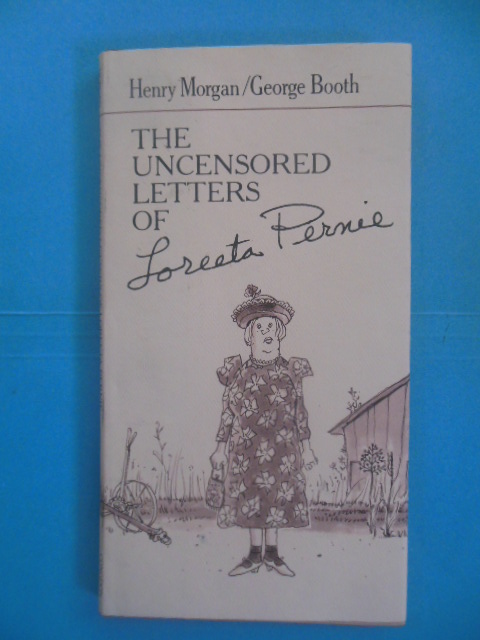 Henry Morgan/George Booth
THE
UNCENSORED
LETTERS
OF
Loreeta Pernie